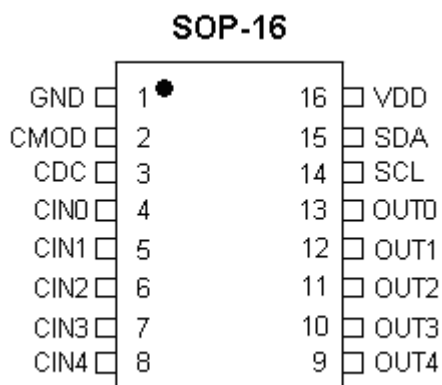 SOP-16
GND 1 16 VDD
CMOD 2 15 SDA
CDC 3 14 SCL
CIN0 4 13 OUT0
CIN1 5 12 OUT1
CIN2 6 11 OUT2
CIN3 7 10 OUT3
CIN4 8 9 OUT4